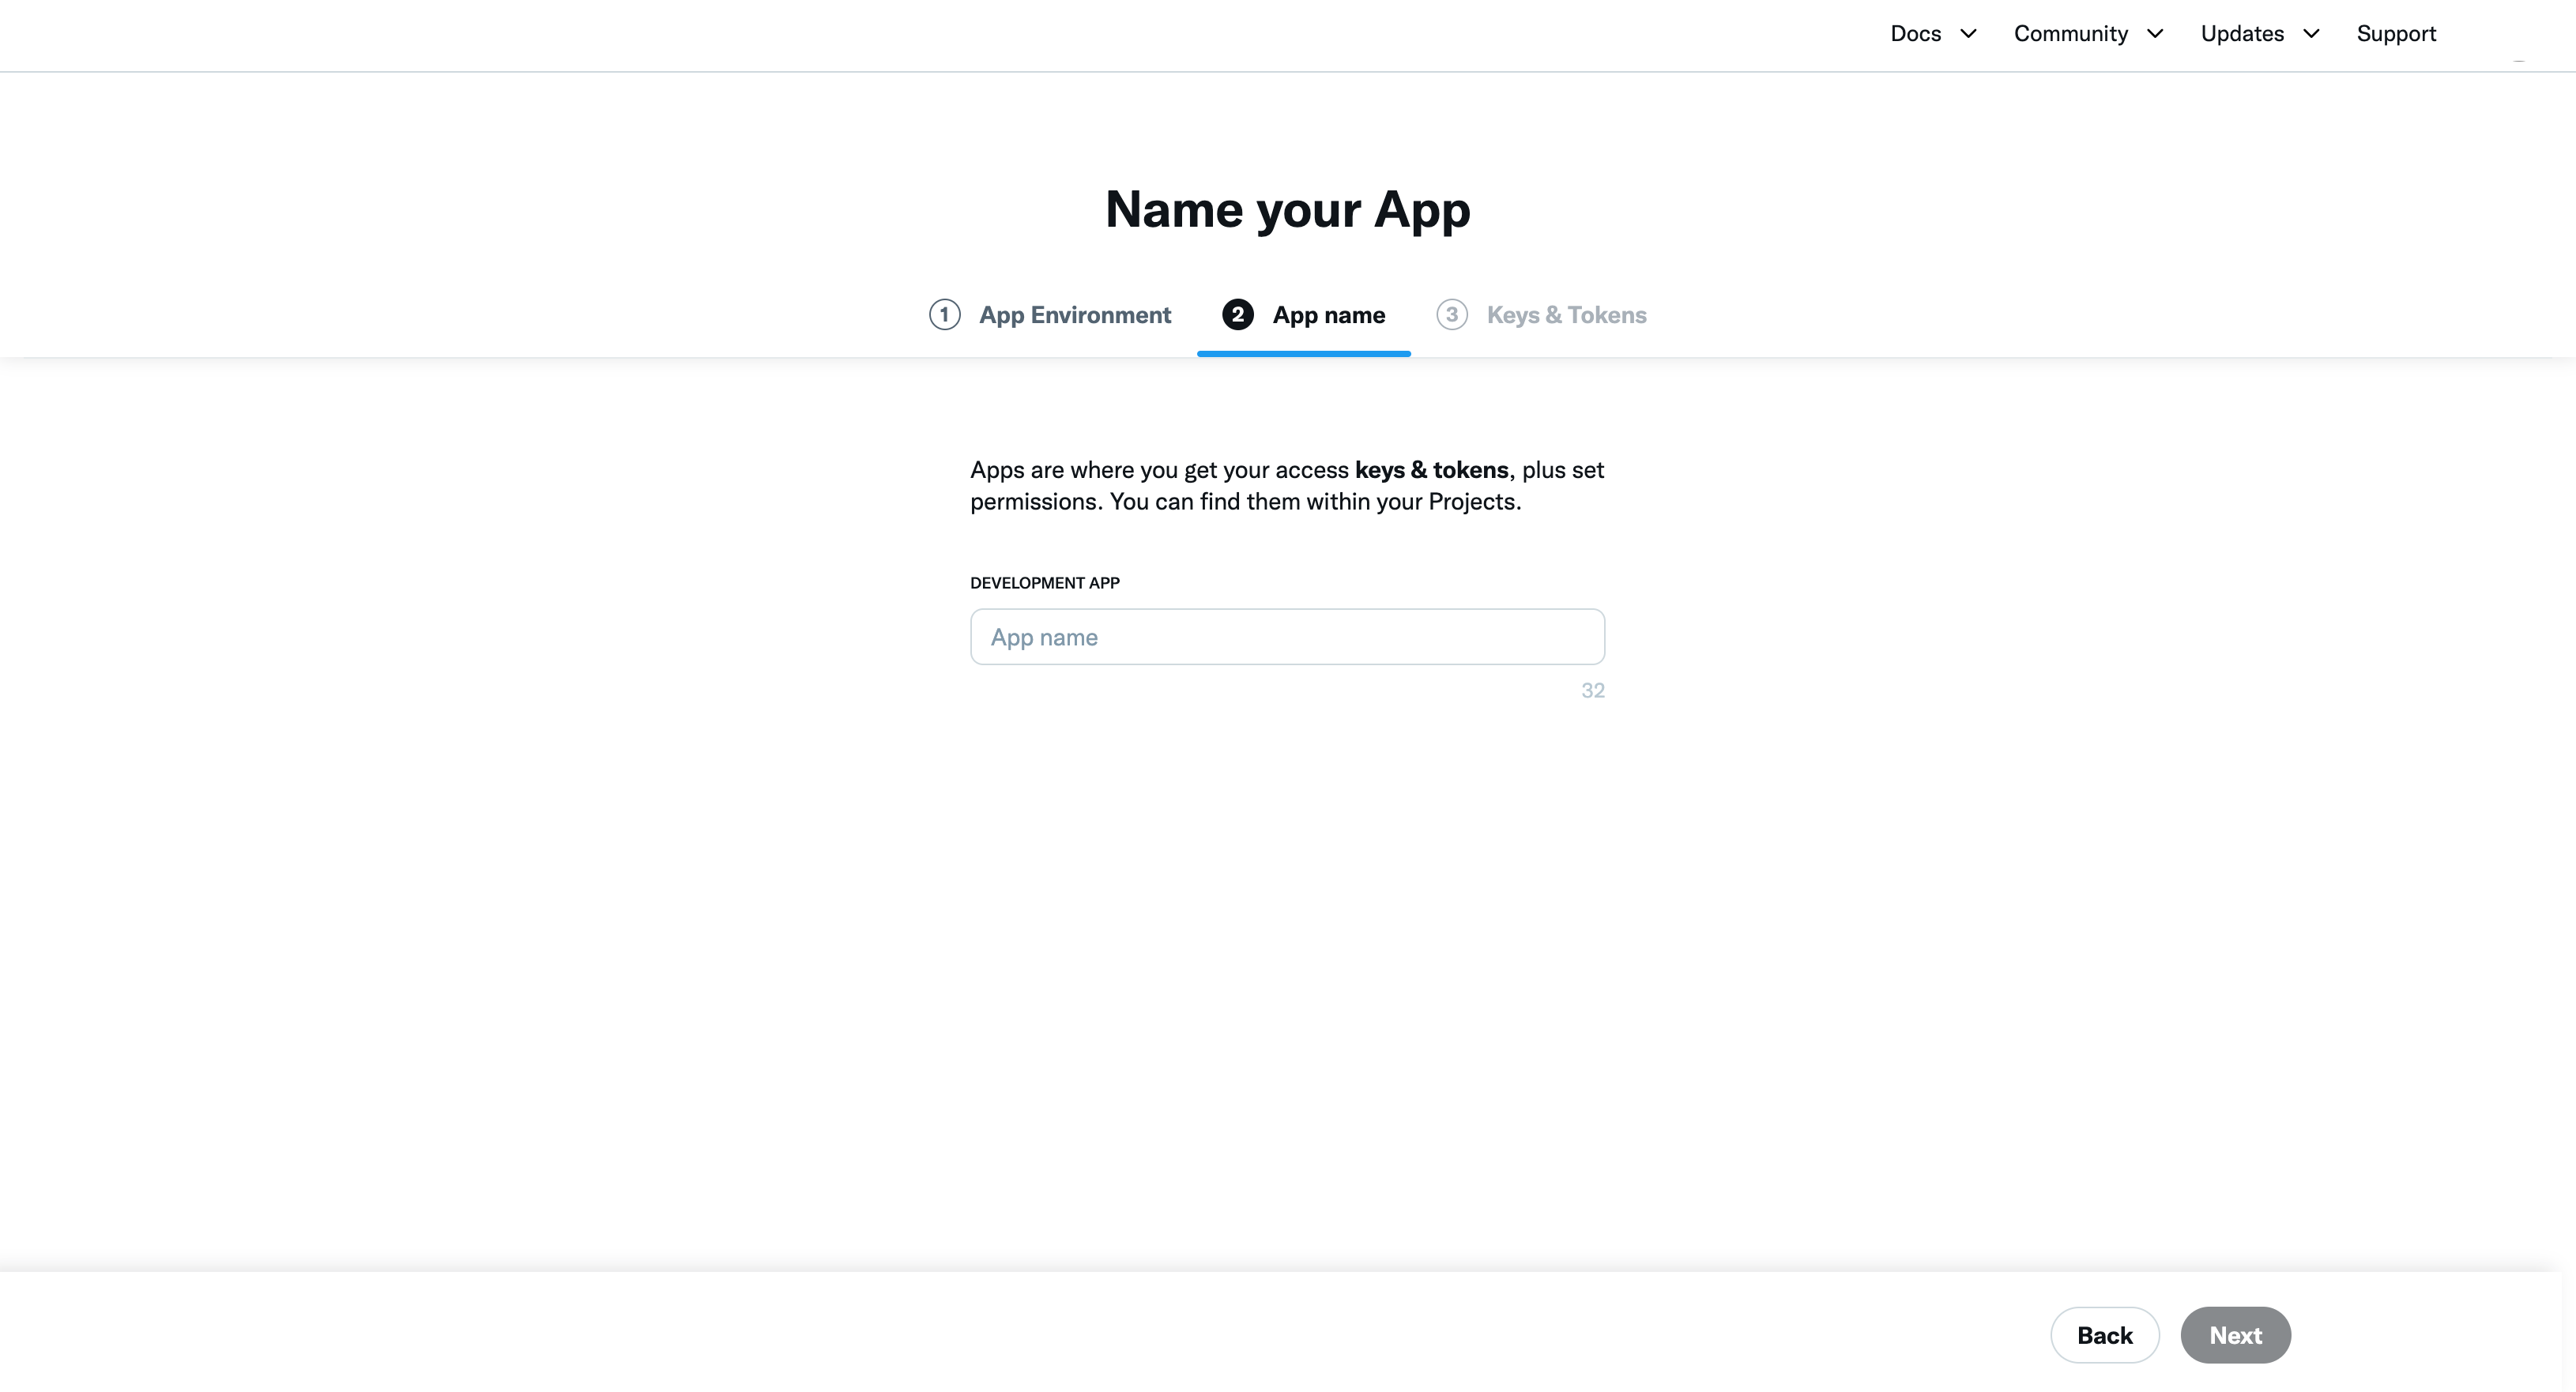 Docs Community Updates Support
Name your App
1 App Environment 2 App name 3 Keys & Tokens
Apps are where you get your access keys & tokens, plus set
permissions. You can find them within your Projects.
DEVELOPMENT APP
App name
32
Back Next